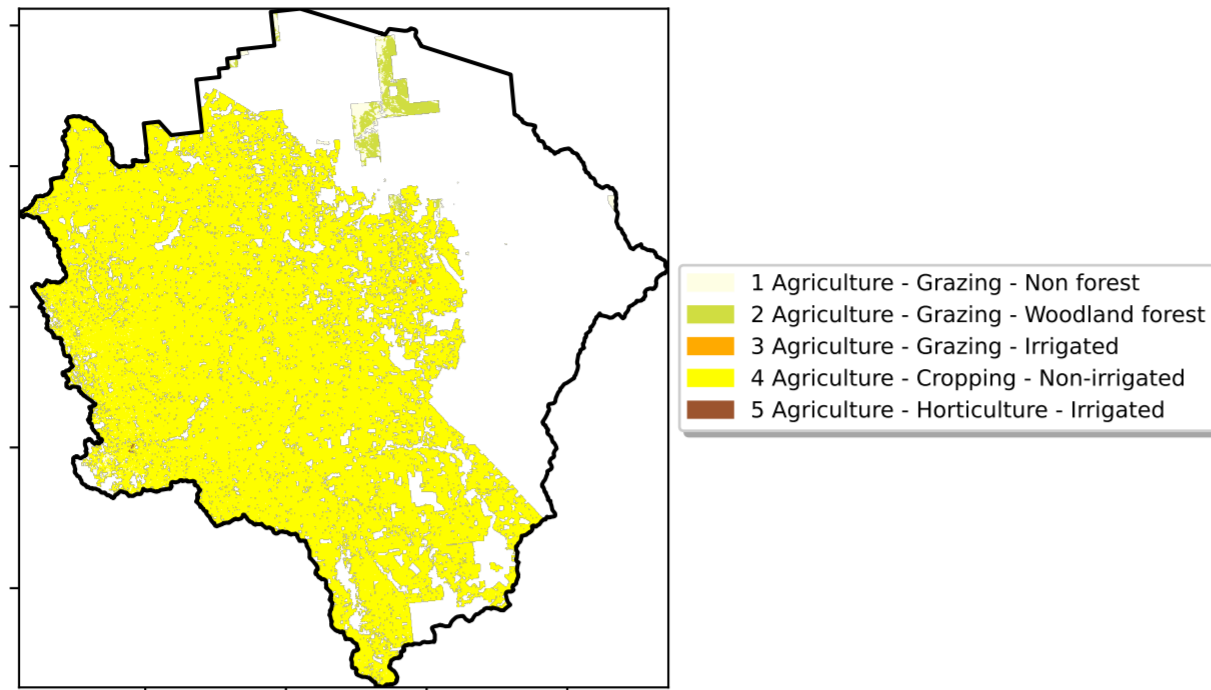 1 Agriculture - Grazing - Non forest
2 Agriculture - Grazing - Woodland forest
3 Agriculture - Grazing - Irrigated
4 Agriculture - Cropping - Non-irrigated
5 Agriculture - Horticulture - Irrigated